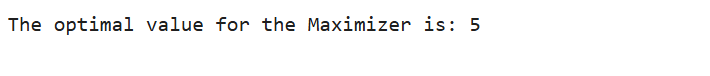 The optimal value for the Maximizer is: 5